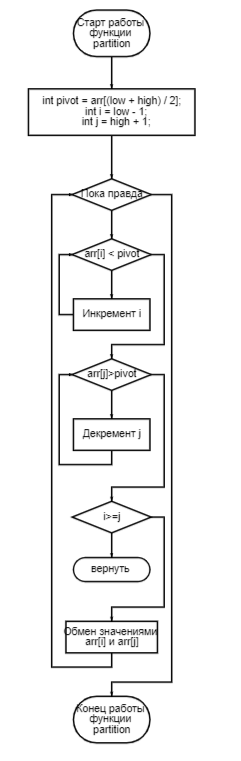 Старт работы
функции
partition
int pivot = arr[(low + high) / 2];
int i = low - 1;
int j = high + 1;
Пока правда
arr[i] < pivot
Инкремент i
arr[j]>pivot
Декремент j
i>=j
вернуть
Обмен значениями
arr[i] и arr[j]
Конец работы
функции
partition